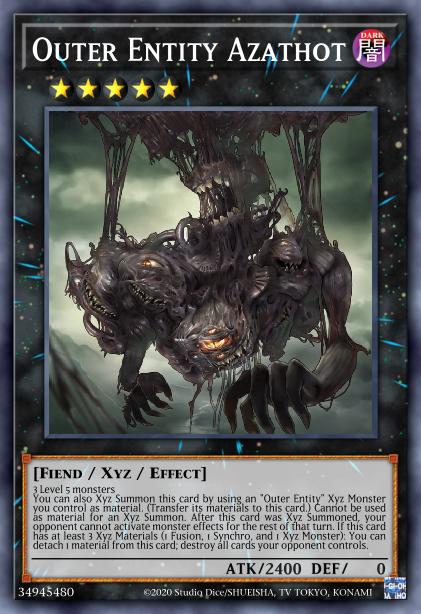 OUTER ENTITY AZATHOT
DARK
闇
[FIEND / XYZ / EFFECT]
3 Level 5 monsters
You can also Xyz Summon this card by using an "Outer Entity" Xyz Monster
you control as material. (Transfer its materials to this card.) Cannot be
used as material for an Xyz Summon. After this card was Xyz Summoned, your
opponent cannot activate monster effects for the rest of that turn. If this card
has at least 3 Xyz Materials (1 Fusion, 1 Synchro, and 1 Xyz Monster): You can
detach 1 material from this card; destroy all cards your opponent controls.
ATK/2400 DEF/ 0
34945480
©2020 Studio Dice/SHUEISHA, TV TOKYO, KONAMI